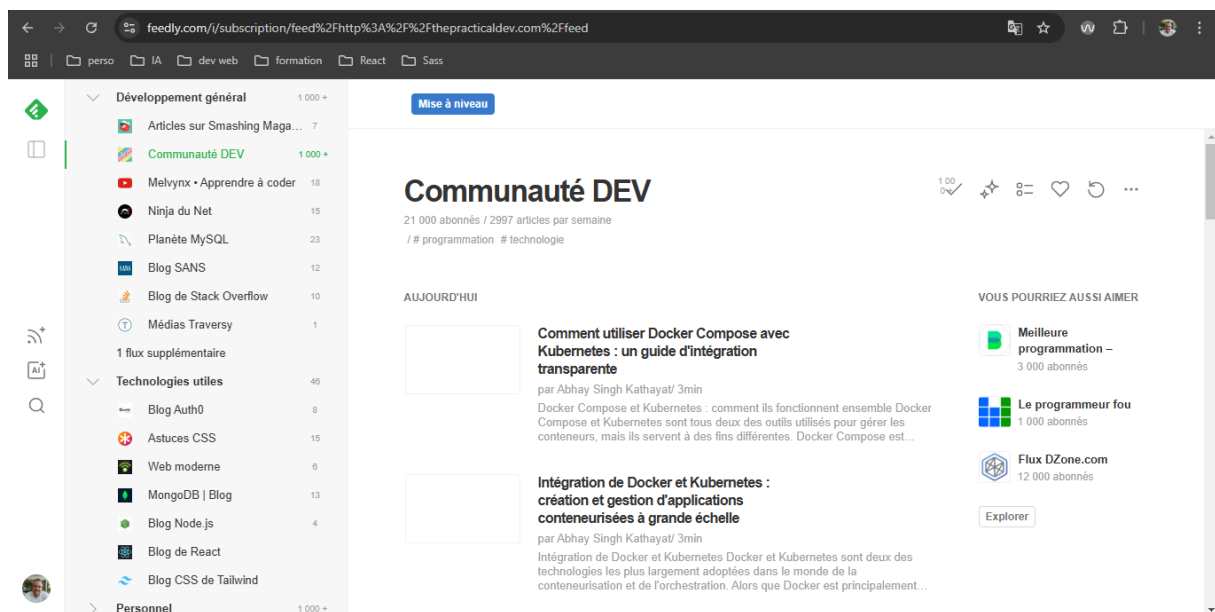 feedly.com/i/subscription/feed%2Fhttp%3A%2F%2Fthepracticaldev.com%2Ffeed
perso IA dev web formation React Sass
Développement général 1 000 +
Articles sur Smashing Maga... 7
Communauté DEV 1 000 +
Melvynx • Apprendre à coder 18
Ninja du Net 15
Planète MySQL 23
Blog SANS 12
Blog de Stack Overflow 10
Médias Traversy 1
1 flux supplémentaire
Technologies utiles 46
Blog Auth0 8
Astuces CSS 15
Web moderne 6
MongoDB | Blog 13
Blog Node.js 4
Blog de React
Blog CSS de Tailwind
Personnel 1 000 +
AI
Mise à niveau
Communauté DEV
1 00
0
21 000 abonnés / 2997 articles par semaine
/ # programmation # technologie
AUJOURD'HUI
Comment utiliser Docker Compose avec
Kubernetes : un guide d'intégration
transparente
par Abhay Singh Kathayat/ 3min
Docker Compose et Kubernetes : comment ils fonctionnent ensemble Docker
Compose et Kubernetes sont tous deux des outils utilisés pour gérer les
conteneurs, mais ils servent à des fins différentes. Docker Compose est...
Intégration de Docker et Kubernetes :
création et gestion d'applications
conteneurisées à grande échelle
par Abhay Singh Kathayat/ 3min
Intégration de Docker et Kubernetes Docker et Kubernetes sont deux des
technologies les plus largement adoptées dans le monde de la
conteneurisation et de l'orchestration. Alors que Docker est principalement...
VOUS POURRIEZ AUSSI AIMER
Meilleure
programmation –
3 000 abonnés
Le programmeur fou
1 000 abonnés
Flux DZone.com
12 000 abonnés
Explorer